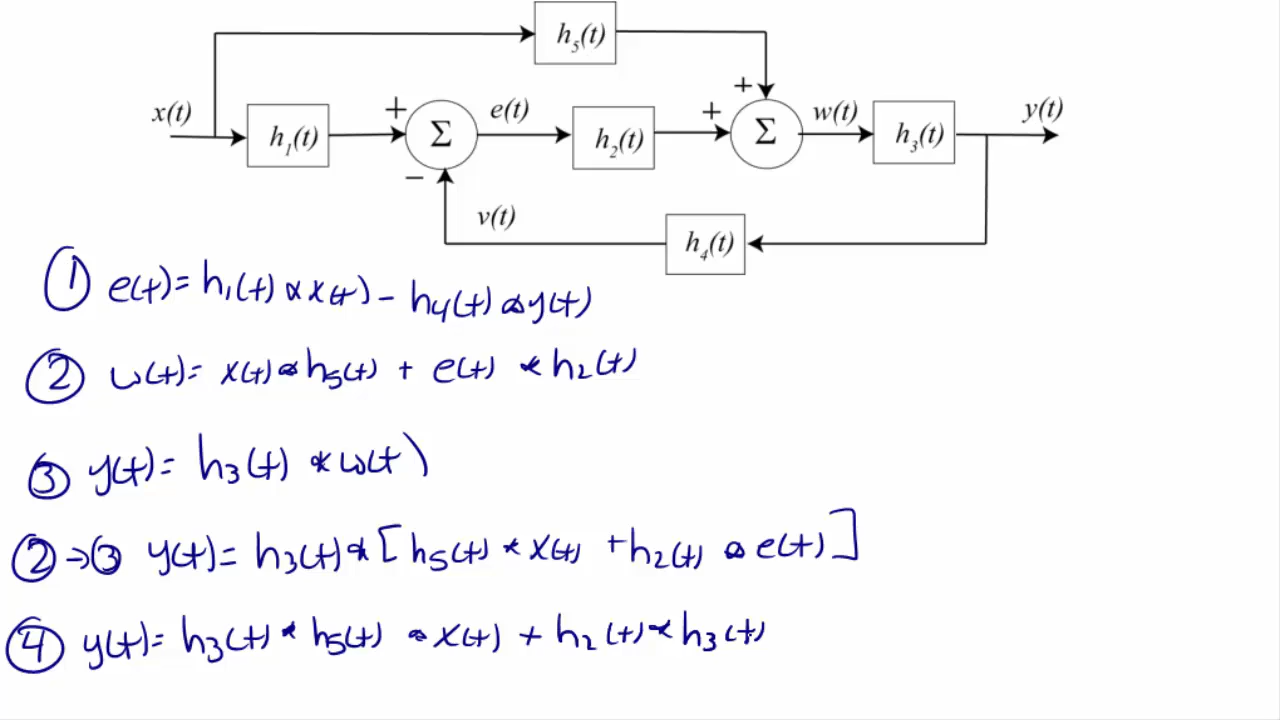 h₅(t)
x(t) h₁(t) + Σ e(t) h₂(t) + + Σ w(t) h₃(t) y(t)
− v(t) h₄(t)
① e(t)= h₁(t) * x(t) − h₄(t) * y(t)
② w(t)= x(t) * h₅(t) + e(t) * h₂(t)
③ y(t)= h₃(t) * w(t)
②→③ y(t)= h₃(t) * [h₅(t) * x(t) + h₂(t) * e(t)]
④ y(t)= h₃(t) * h₅(t) * x(t) + h₂(t) * h₃(t)